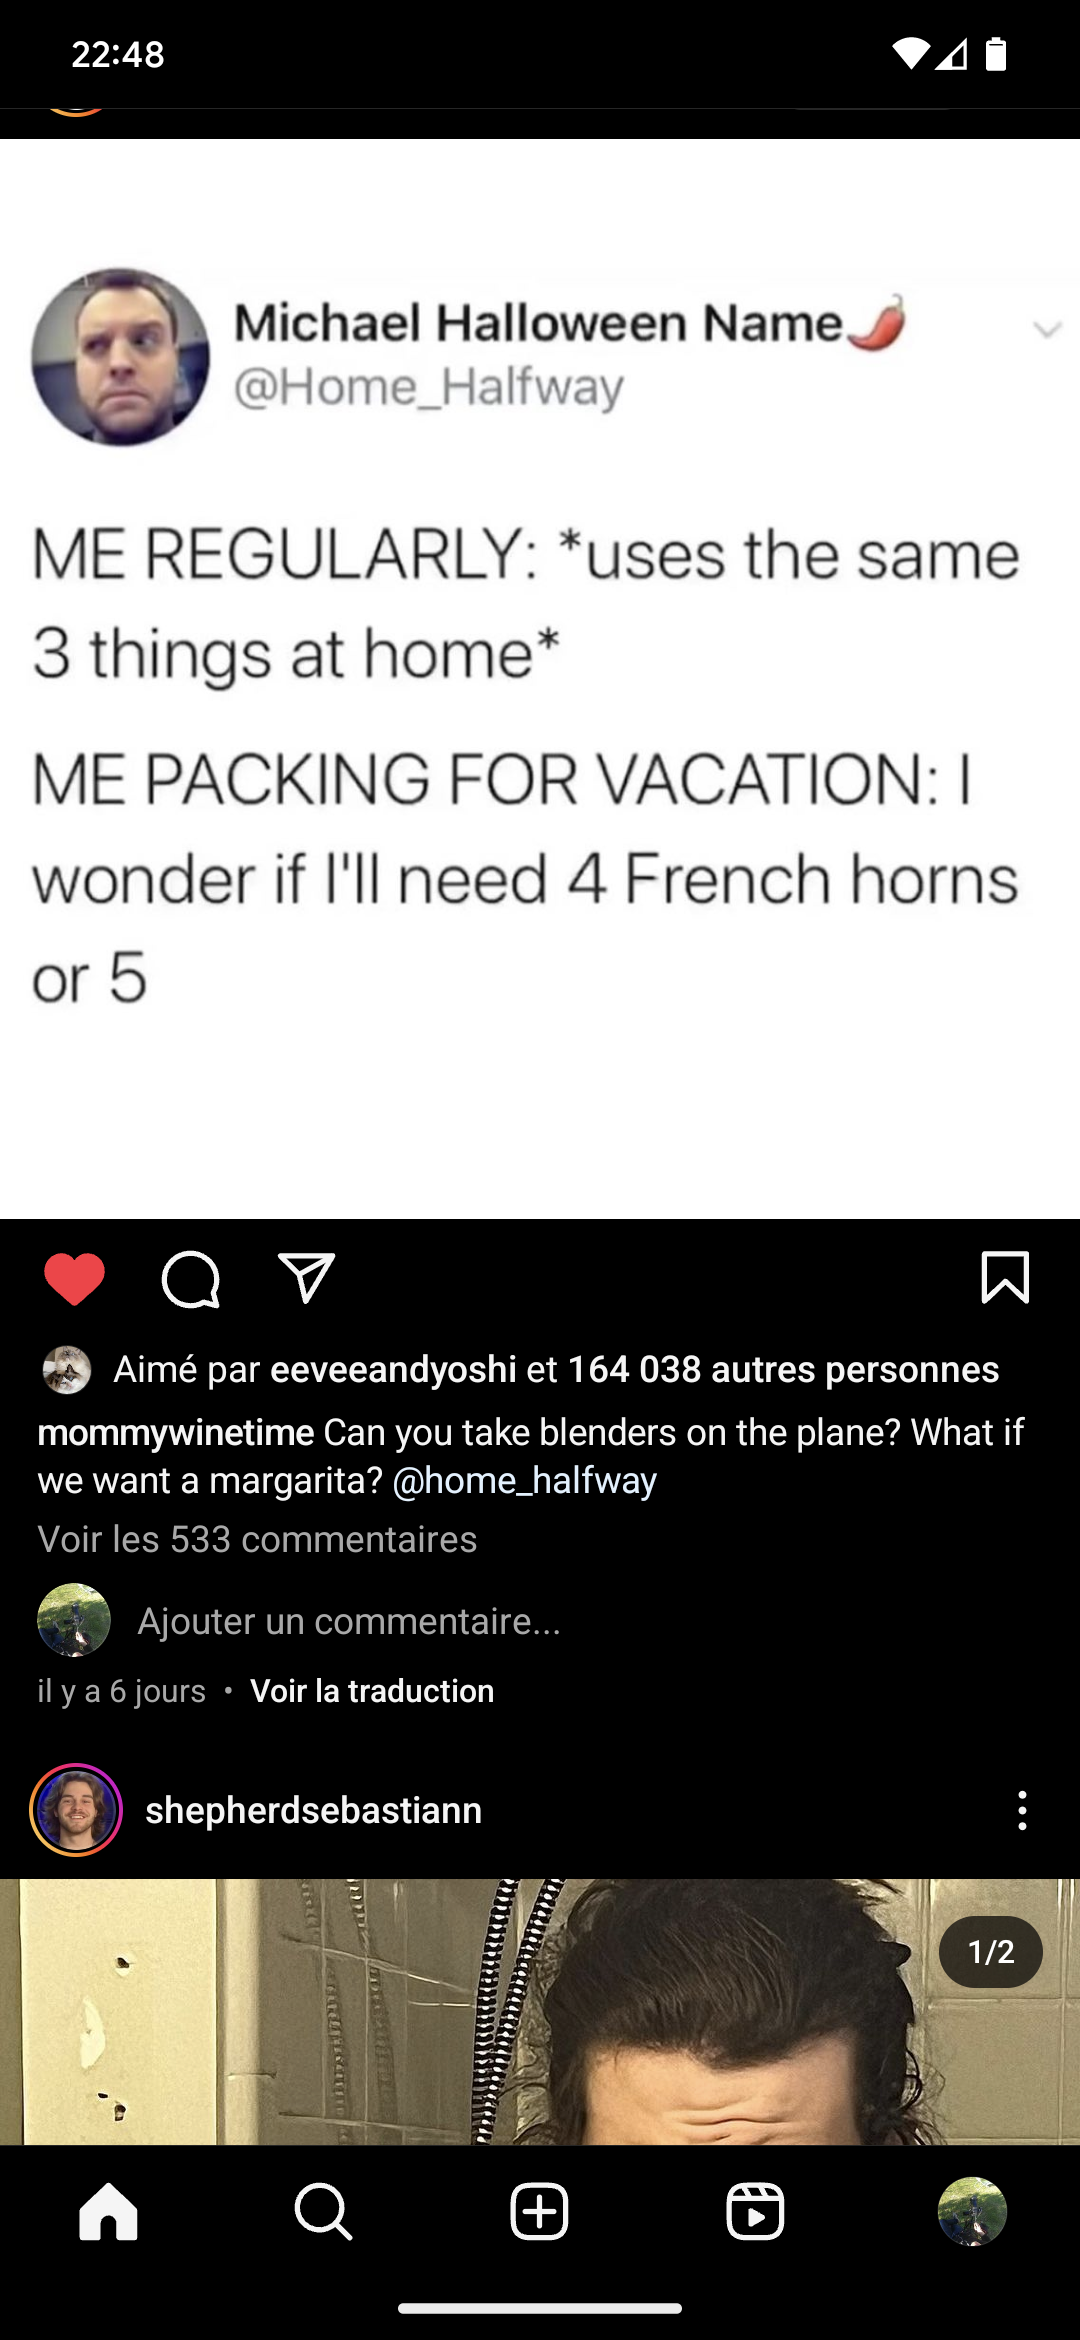 22:48
Michael Halloween Name🌶️
@Home_Halfway
ME REGULARLY: *uses the same
3 things at home*
ME PACKING FOR VACATION: I
wonder if I'll need 4 French horns
or 5
Aimé par eeveeandyoshi et 164 038 autres personnes
mommywinetime Can you take blenders on the plane? What if
we want a margarita? @home_halfway
Voir les 533 commentaires
Ajouter un commentaire...
il y a 6 jours • Voir la traduction
shepherdsebastiann
1/2